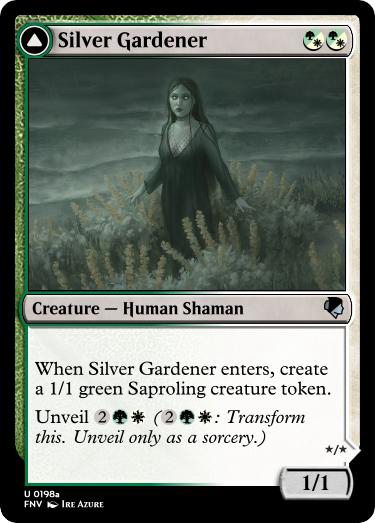 Silver Gardener
Creature — Human Shaman
When Silver Gardener enters, create
a 1/1 green Saproling creature token.
Unveil 2 (2 : Transform
this. Unveil only as a sorcery.)
*/*
1/1
U 0198a
FNV Ire Azure